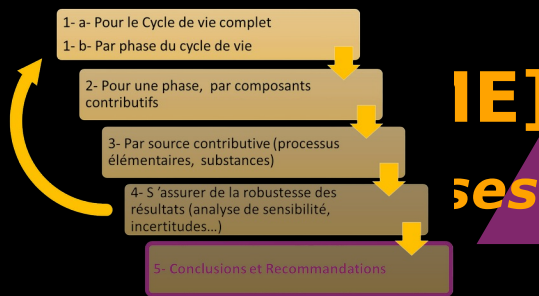 1- a- Pour le Cycle de vie complet
1- b- Par phase du cycle de vie
2- Pour une phase, par composants
contributifs
IE]
3- Par source contributive (processus
élémentaires, substances)
ses
4- S ’assurer de la robustesse des
résultats (analyse de sensibilité,
incertitudes...)
5- Conclusions et Recommandations